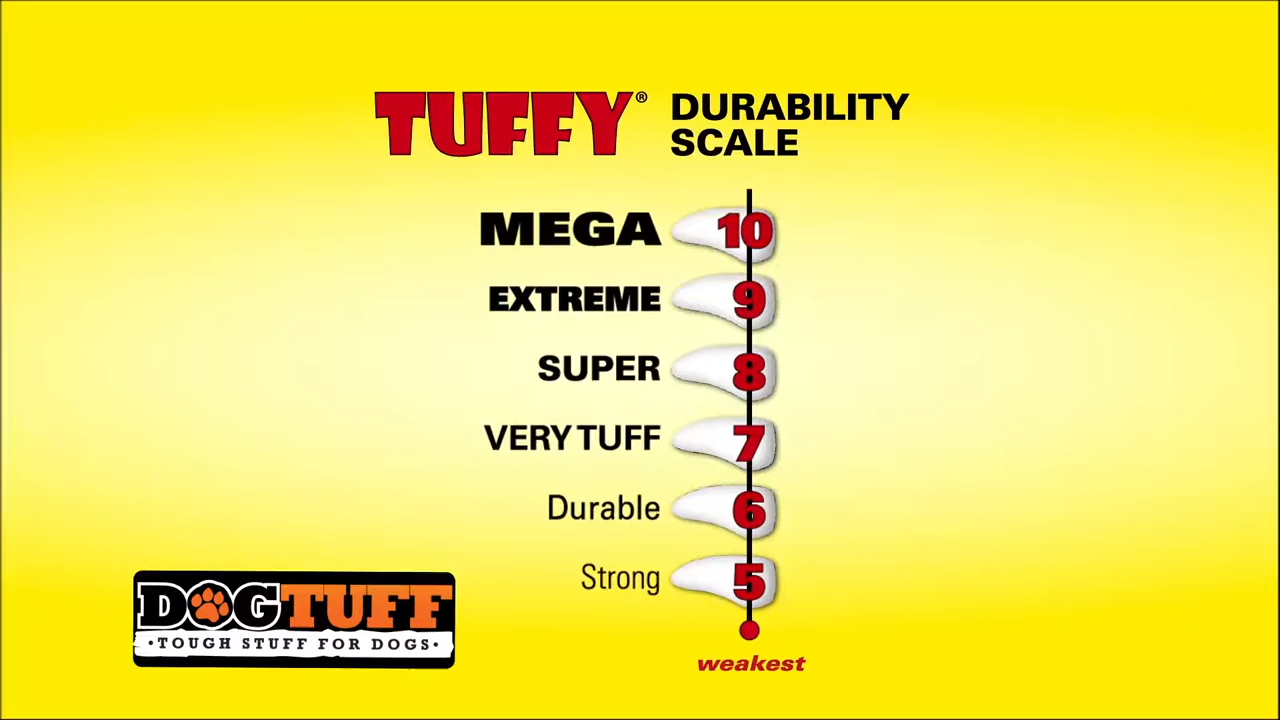 TUFFY® DURABILITY
SCALE
MEGA 10
EXTREME 9
SUPER 8
VERY TUFF 7
Durable 6
Strong 5
weakest
DOGTUFF
·TOUGH STUFF FOR DOGS·